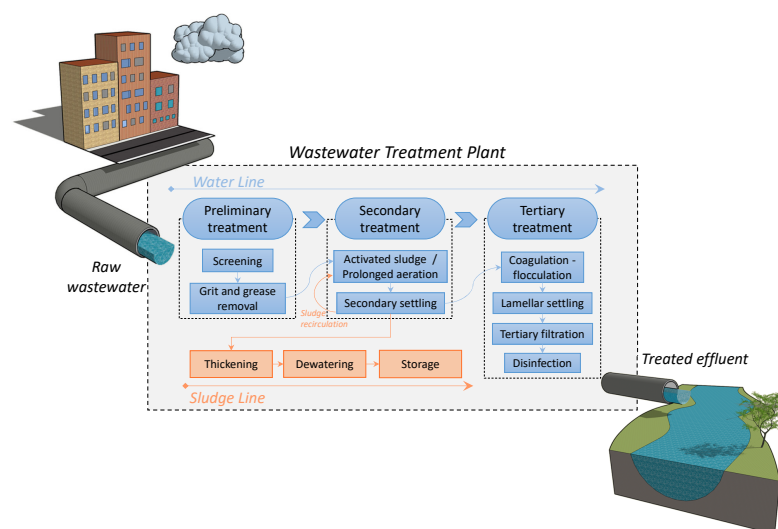 Wastewater Treatment Plant
Water Line
Preliminary
treatment
Secondary
treatment
Tertiary
treatment
Raw
wastewater
Screening
Grit and grease
removal
Activated sludge /
Prolonged aeration
Secondary settling
Sludge
recirculation
Coagulation -
flocculation
Lamellar settling
Tertiary filtration
Disinfection
Thickening
Dewatering
Storage
Sludge Line
Treated effluent